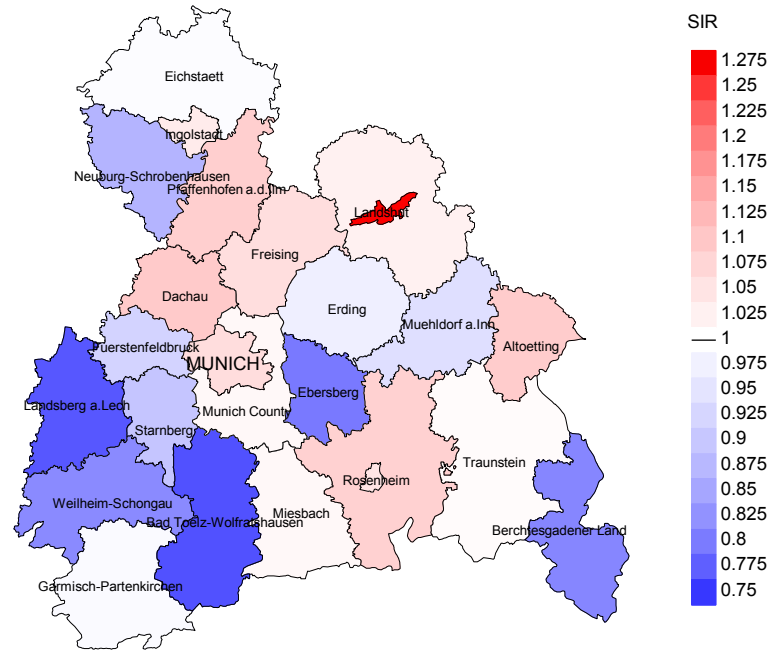 SIR
1.275
1.25
1.225
1.2
1.175
1.15
1.125
1.1
1.075
1.05
1.025
1
0.975
0.95
0.925
0.9
0.875
0.85
0.825
0.8
0.775
0.75
Eichstaett
Ingolstadt
Neuburg-Schrobenhausen
Pfaffenhofen a.d.Ilm
Landshut
Freising
Dachau
Erding
Muehldorf a.Inn
Altoetting
Fuerstenfeldbruck
MUNICH
Ebersberg
Landsberg a.Lech
Munich County
Starnberg
Traunstein
Rosenheim
Weilheim-Schongau
Miesbach
Bad Toelz-Wolfratshausen
Berchtesgadener Land
Garmisch-Partenkirchen